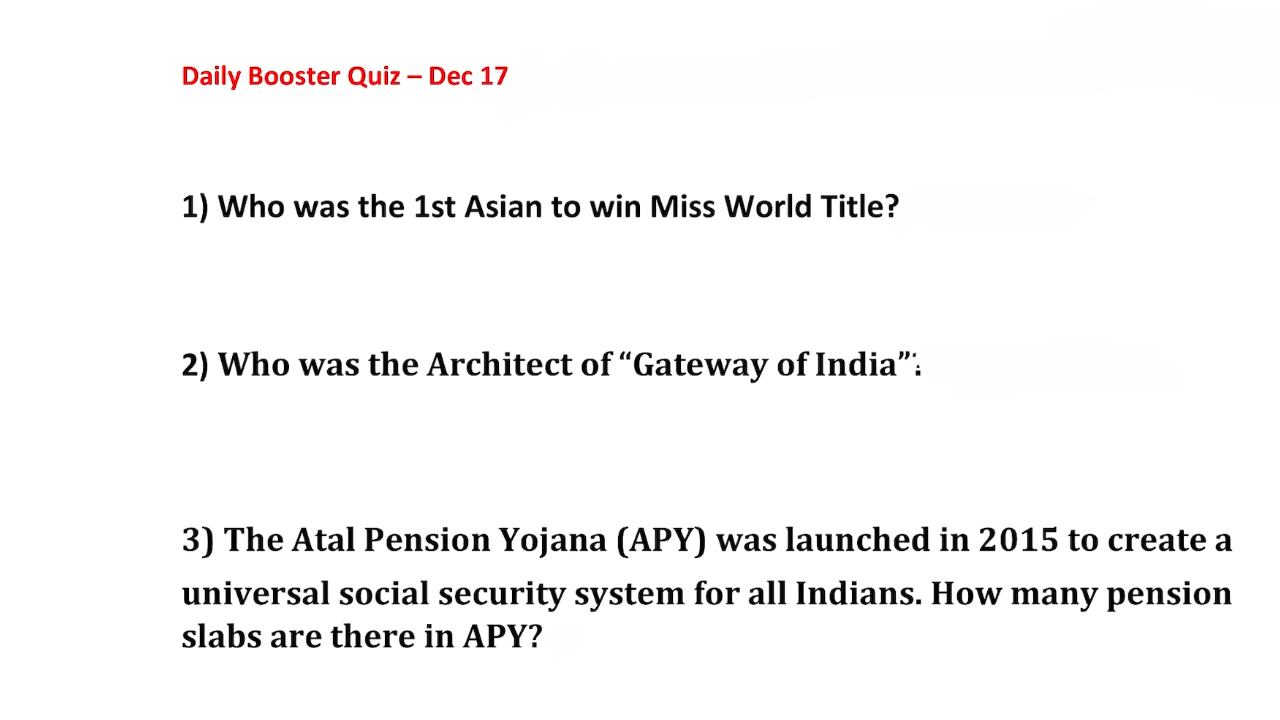 Daily Booster Quiz – Dec 17
1) Who was the 1st Asian to win Miss World Title?
2) Who was the Architect of “Gateway of India”
3) The Atal Pension Yojana (APY) was launched in 2015 to create a
universal social security system for all Indians. How many pension
slabs are there in APY?